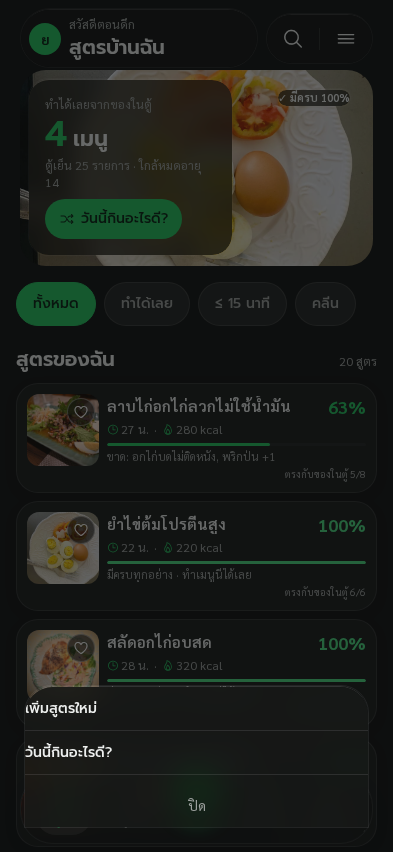 ย
สวัสดีตอนดึก
สูตรบ้านฉัน
ทำได้เลยจากของในตู้
4 เมนู
ตู้เย็น 25 รายการ · ใกล้หมดอายุ
14
วันนี้กินอะไรดี?
✓ มีครบ 100%
ทั้งหมด
ทำได้เลย
≤ 15 นาที
คลีน
สูตรของฉัน
20 สูตร
ลาบไก่อกไก่ลวกไม่ใช้น้ำมัน
63%
27 น. · 280 kcal
ขาด: อกไก่บดไม่ติดหนัง, พริกป่น +1
ตรงกับของในตู้ 5/8
ยำไข่ต้มโปรตีนสูง
100%
22 น. · 220 kcal
มีครบทุกอย่าง · ทำเมนูนี้ได้เลย
ตรงกับของในตู้ 6/6
สลัดอกไก่อบสด
100%
28 น. · 320 kcal
เพิ่มสูตรใหม่
วันนี้กินอะไรดี?
ปิด